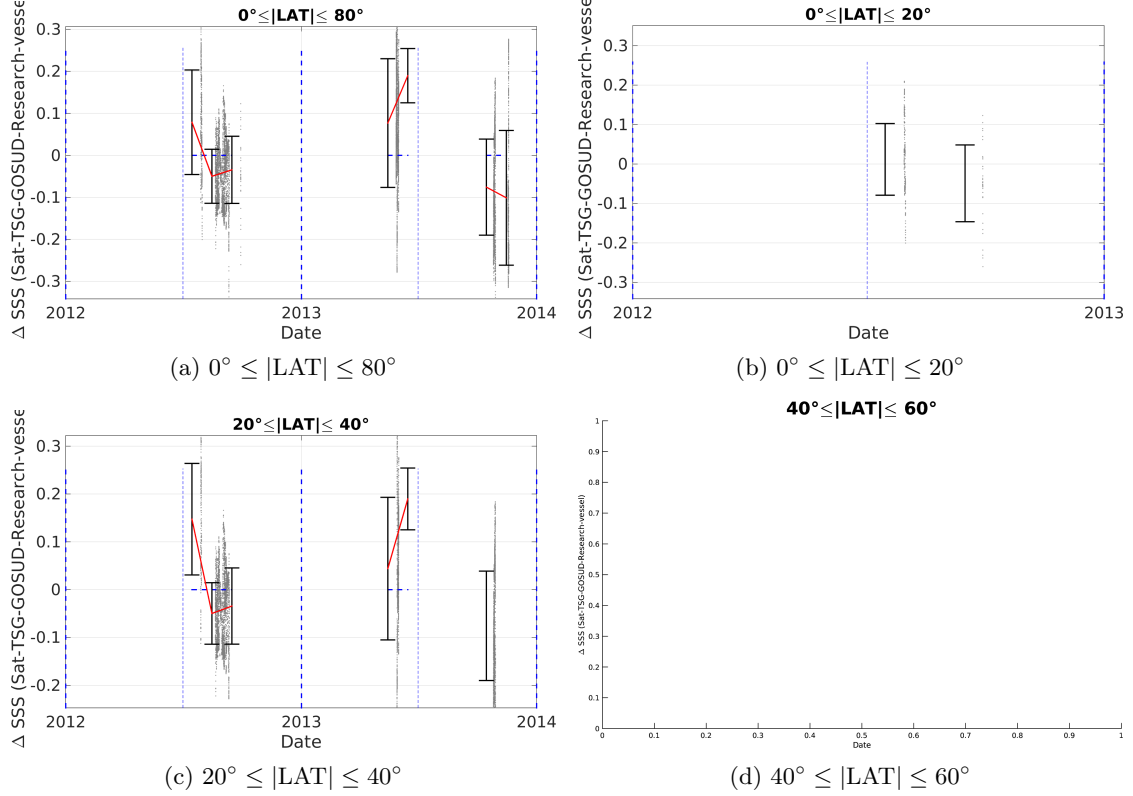 0°≤|LAT|≤ 80°
Δ SSS (Sat-TSG-GOSUD-Research-vessel
0.3
0.2
0.1
0
-0.1
-0.2
-0.3
2012 2013 2014
Date
(a) 0° ≤ |LAT| ≤ 80°
0°≤|LAT|≤ 20°
Δ SSS (Sat-TSG-GOSUD-Research-vessel
0.3
0.2
0.1
0
-0.1
-0.2
-0.3
2012 2013
Date
(b) 0° ≤ |LAT| ≤ 20°
20°≤|LAT|≤ 40°
Δ SSS (Sat-TSG-GOSUD-Research-vesse
0.3
0.2
0.1
0
-0.1
-0.2
2012 2013 2014
Date
(c) 20° ≤ |LAT| ≤ 40°
40°≤|LAT|≤ 60°
Δ SSS (Sat-TSG-GOSUD-Research-vessel)
1
0.9
0.8
0.7
0.6
0.5
0.4
0.3
0.2
0.1
0
0 0.1 0.2 0.3 0.4 0.5 0.6 0.7 0.8 0.9 1
Date
(d) 40° ≤ |LAT| ≤ 60°